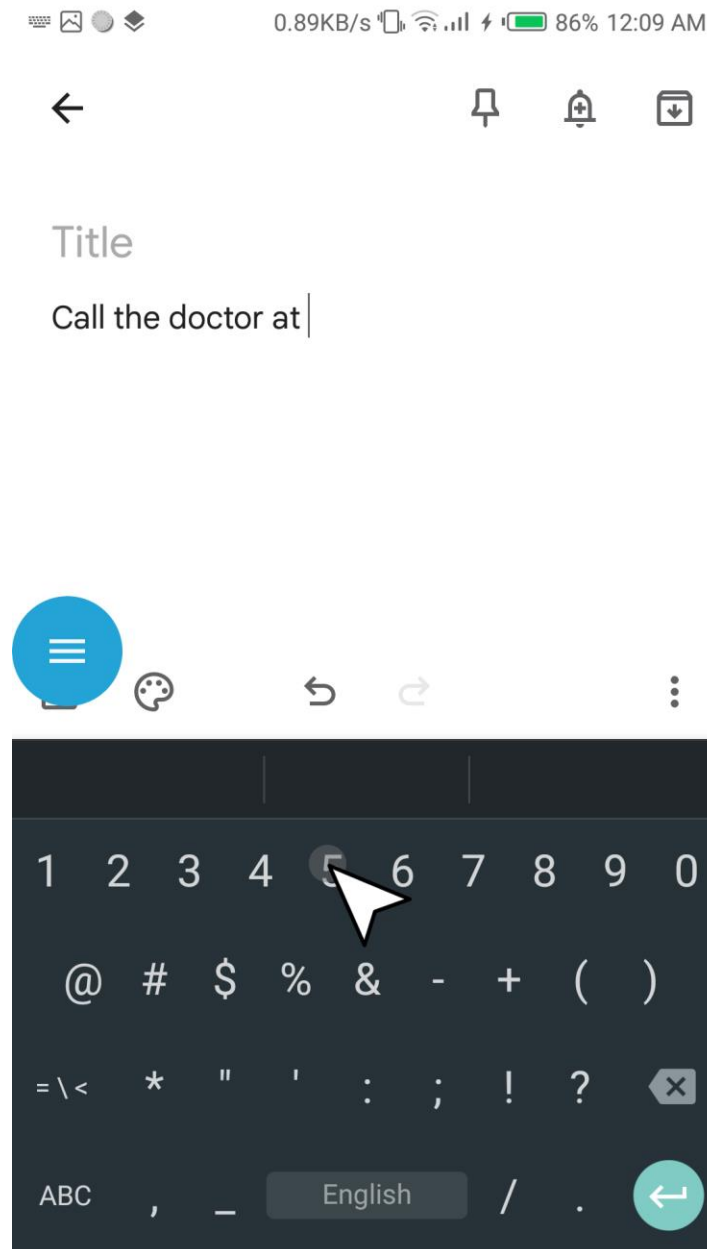 0.89KB/s 86% 12:09 AM
Title
Call the doctor at
1 2 3 4 5 6 7 8 9 0
@ # $ % & - + ( )
= \ < * " ' : ; ! ?
ABC , _ English / .